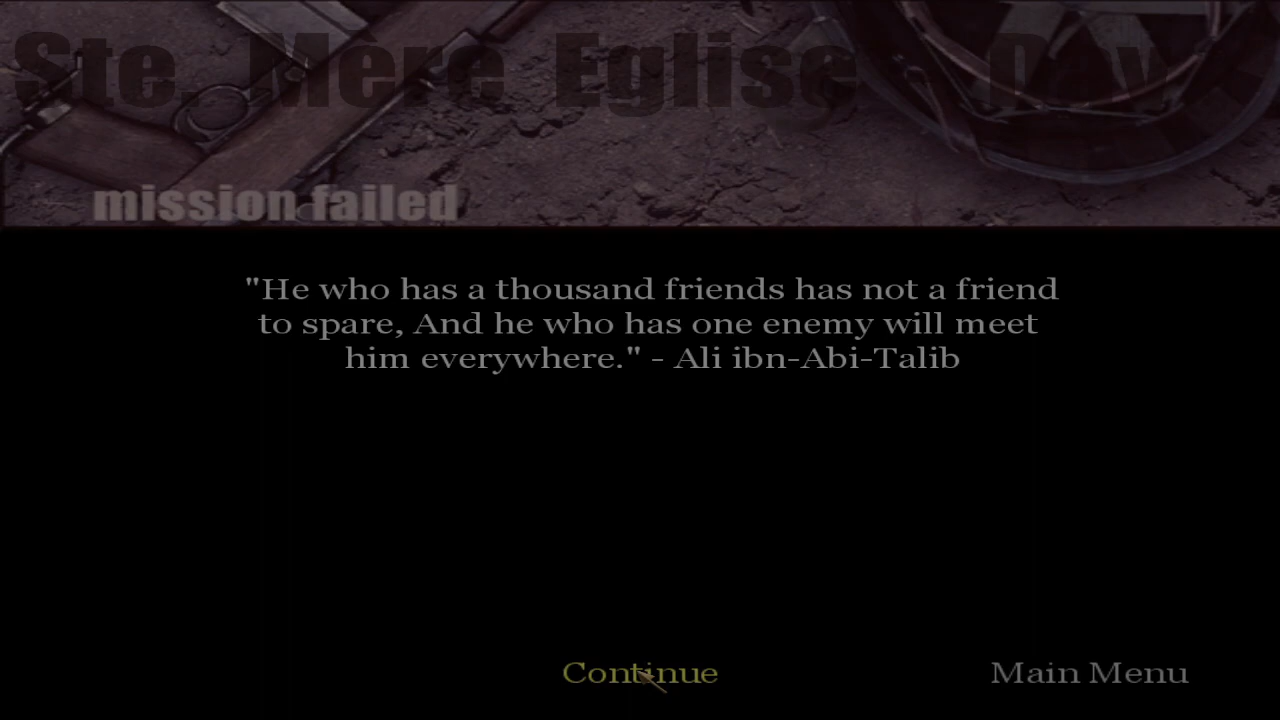 Ste. Mere Eglise - Day
mission failed
"He who has a thousand friends has not a friend
to spare, And he who has one enemy will meet
him everywhere." - Ali ibn-Abi-Talib
Continue
Main Menu